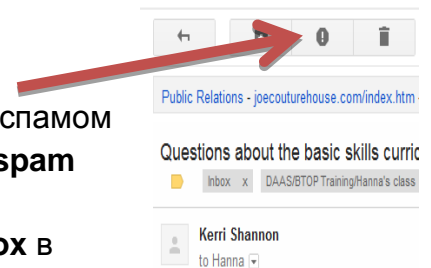 Public Relations - joecouturehouse.com/index.htm
спамом
Questions about the basic skills
spam
Inbox x DAAS/BTOP Training/Hanna's class
Kerri Shannon
ox в
to Hanna